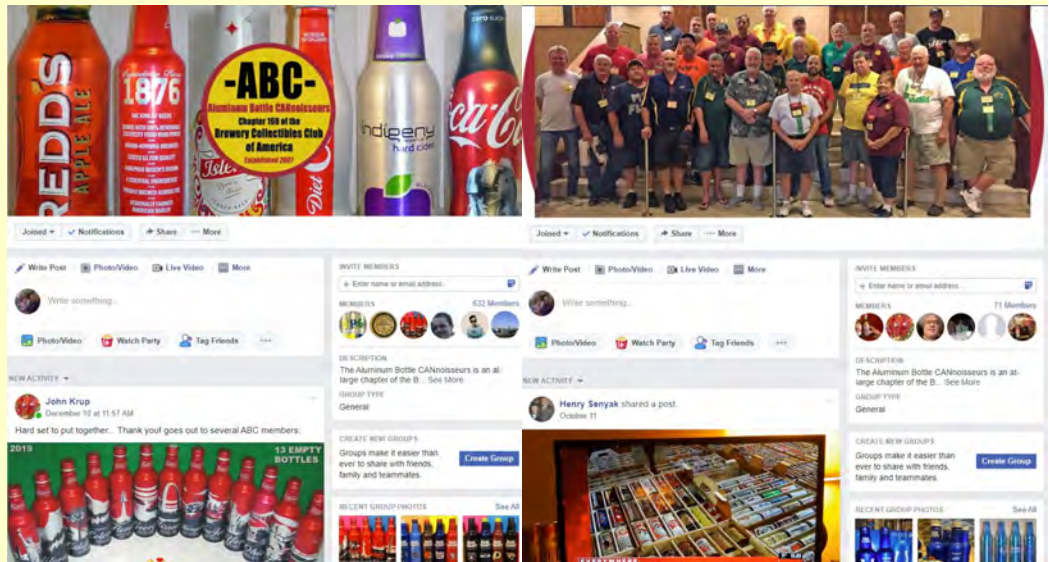 REDD'S
APPLE ALE
1876
-ABC-
Aluminum Bottle CANnoisseurs
Chapter 169 of the
Brewery Collectibles Club
of America
Established 2001
Diet
indigeny
hard cider
Coca-Co
Joined
Notifications
Share
More
Write Post
Photo/Video
Live Video
More
Write something...
Photo/Video
Watch Party
Tag Friends
INVITE MEMBERS
+ Enter name or email address...
MEMBERS
632 Members
DESCRIPTION
The Aluminum Bottle CANnoisseurs is an at-
large chapter of the B... See More
GROUP TYPE
General
NEW ACTIVITY
John Krup
December 10 at 11:57 AM
Hard set to put together... Thank you! goes out to several ABC members.
2019
13 EMPTY
BOTTLES
CREATE NEW GROUPS
Groups make it easier than
ever to share with friends,
family and teammates.
Create Group
RECENT GROUP PHOTOS
See All
Joined
Notifications
Share
More
Write Post
Photo/Video
Live Video
More
Write something...
Photo/Video
Watch Party
Tag Friends
INVITE MEMBERS
+ Enter name or email address...
MEMBERS
71 Members
DESCRIPTION
The Aluminum Bottle CANnoisseurs is an at-
large chapter of the B... See More
GROUP TYPE
General
NEW ACTIVITY
Henry Senyak shared a post.
October 11
EVERYWHERE
CREATE NEW GROUPS
Groups make it easier than
ever to share with friends,
family and teammates.
Create Group
RECENT GROUP PHOTOS
See All